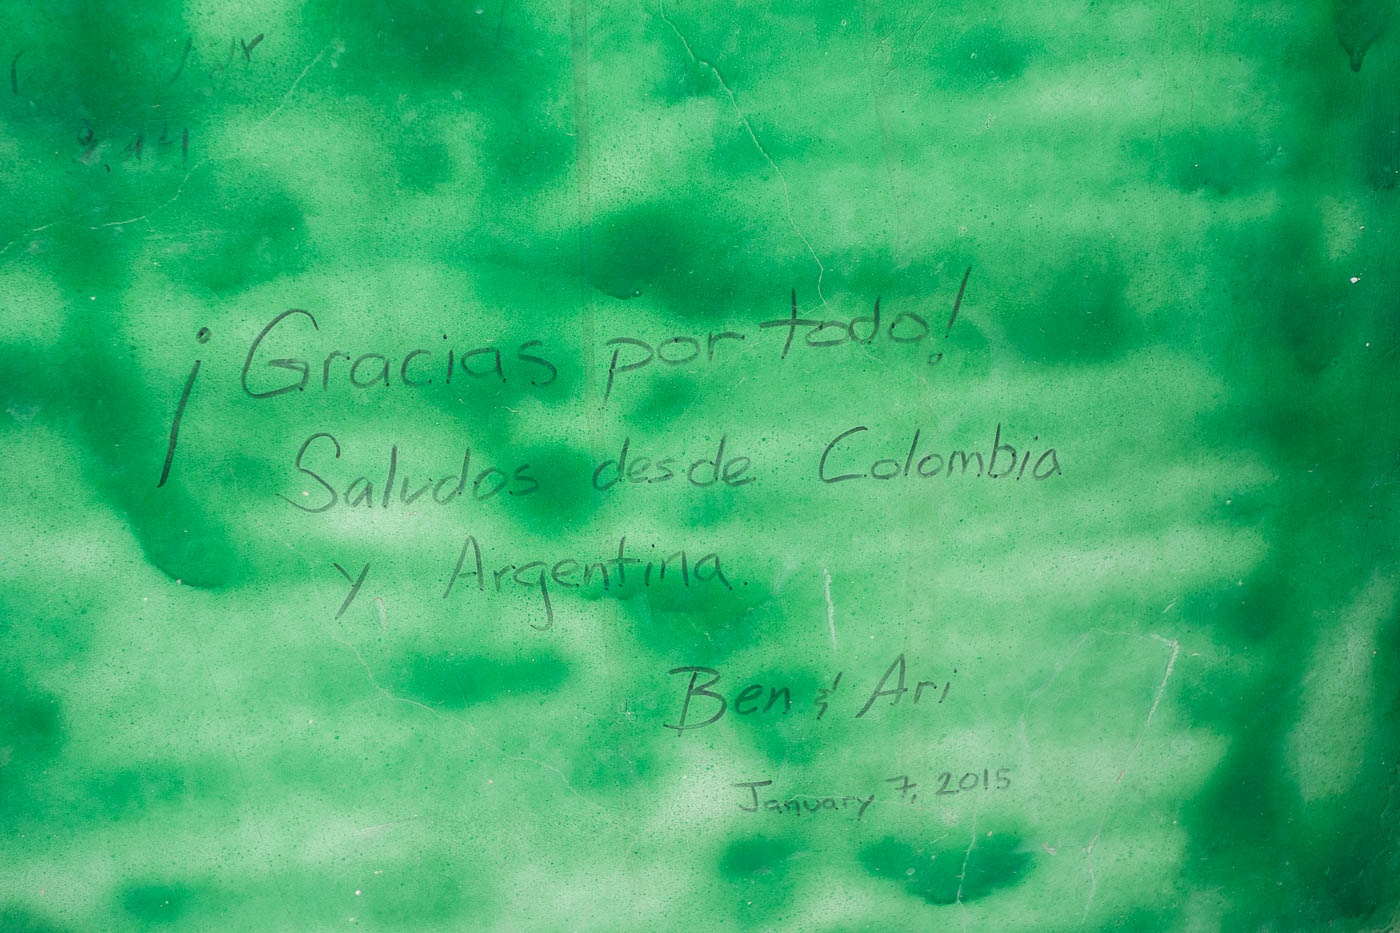 ¡Gracias por todo!
Saludos desde Colombia
y Argentina.
Ben & Ari
January 7, 2015